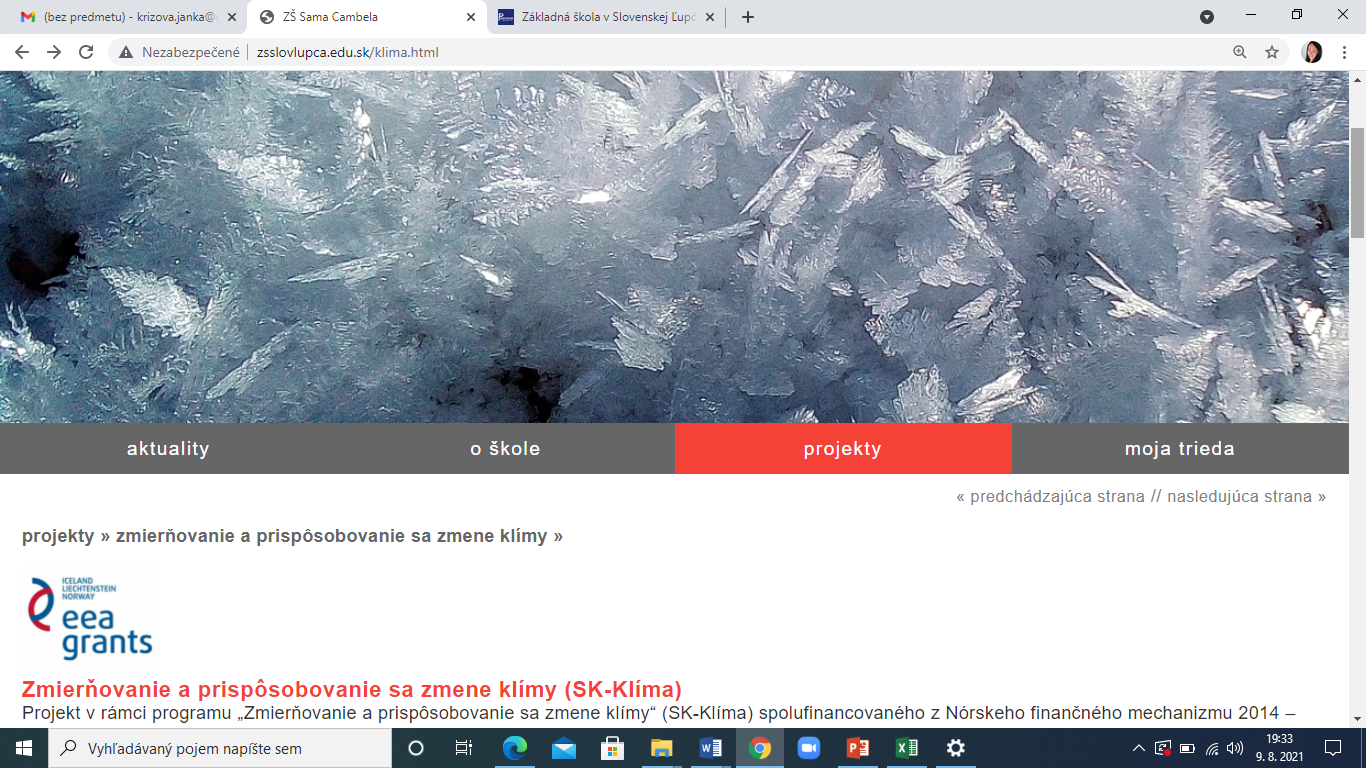 (bez predmetu) - krizova.janka@
ZŠ Sama Cambela
Základná škola v Slovenskej Ľupč
Nezabezpečené
zsslovlupca.edu.sk/klima.html
aktuality
o škole
projekty
moja trieda
« predchádzajúca strana // nasledujúca strana »
projekty » zmierňovanie a prispôsobovanie sa zmene klímy »
ICELAND
LIECHTENSTEIN
NORWAY
eea
grants
Zmierňovanie a prispôsobovanie sa zmene klímy (SK-Klíma)
Projekt v rámci programu „Zmierňovanie a prispôsobovanie sa zmene klímy“ (SK-Klíma) spolufinancovaného z Nórskeho finančného mechanizmu 2014 –
Vyhľadávaný pojem napíšte sem
19:33
9. 8. 2021